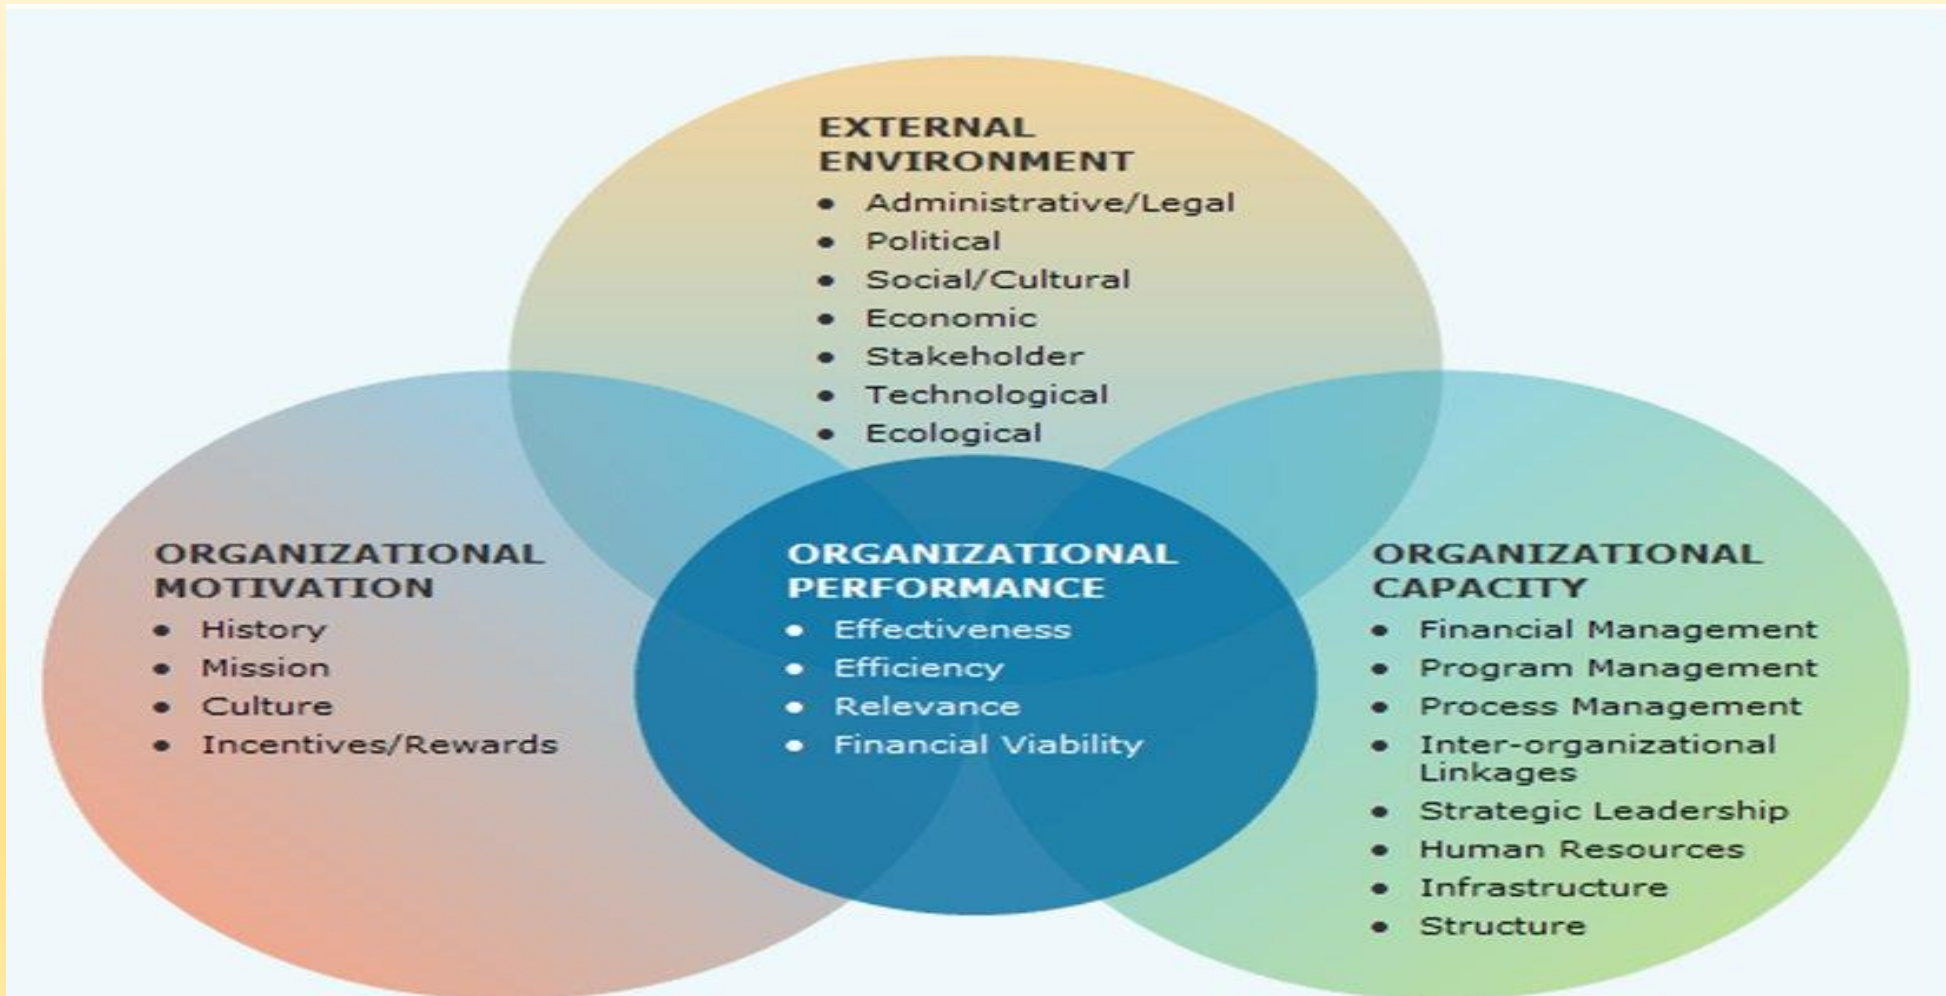 EXTERNAL
ENVIRONMENT
• Administrative/Legal
• Political
• Social/Cultural
• Economic
• Stakeholder
• Technological
• Ecological
ORGANIZATIONAL
MOTIVATION
• History
• Mission
• Culture
• Incentives/Rewards
ORGANIZATIONAL
PERFORMANCE
• Effectiveness
• Efficiency
• Relevance
• Financial Viability
ORGANIZATIONAL
CAPACITY
• Financial Management
• Program Management
• Process Management
• Inter-organizational
Linkages
• Strategic Leadership
• Human Resources
• Infrastructure
• Structure